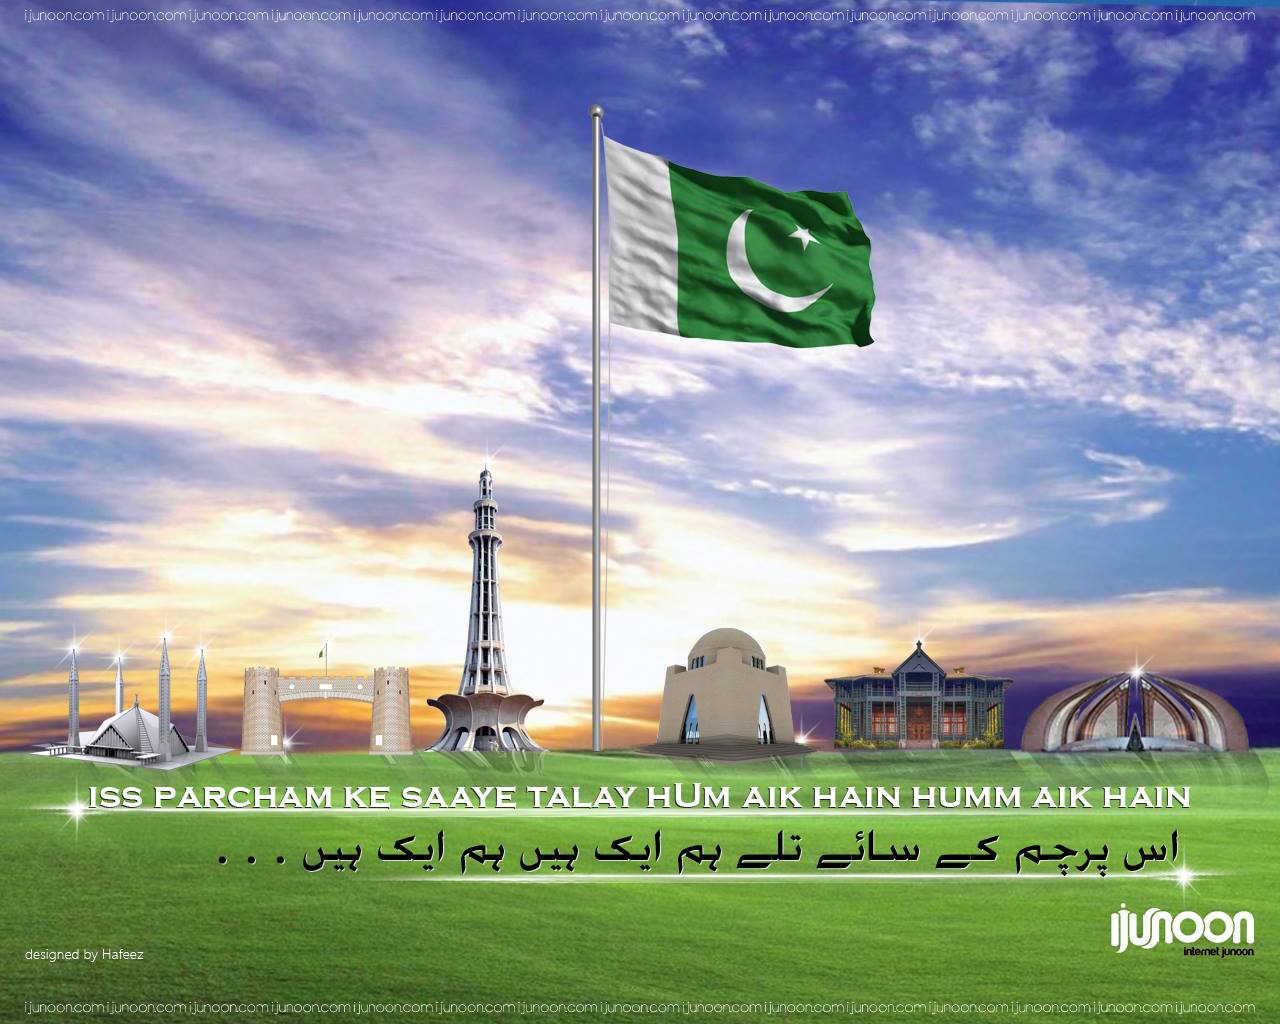 ijunoon.com ijunoon.com ijunoon.com ijunoon.com ijunoon.com ijunoon.com ijunoon.com ijunoon.com ijunoon.com ijunoon.com ijunoon.com ijunoon.com ijunoon.com ijunoon.com ijunoon.com
ISS PARCHAM KE SAAYE TALAY HUM AIK HAIN HUMM AIK HAIN
اس پرچم کے سائے تلے ہم ایک ہیں ہم ایک ہیں . . .
ijunoon
internet junoon
designed by Hafeez
ijunoon.com ijunoon.com ijunoon.com ijunoon.com ijunoon.com ijunoon.com ijunoon.com ijunoon.com ijunoon.com ijunoon.com ijunoon.com ijunoon.com ijunoon.com ijunoon.com ijunoon.com